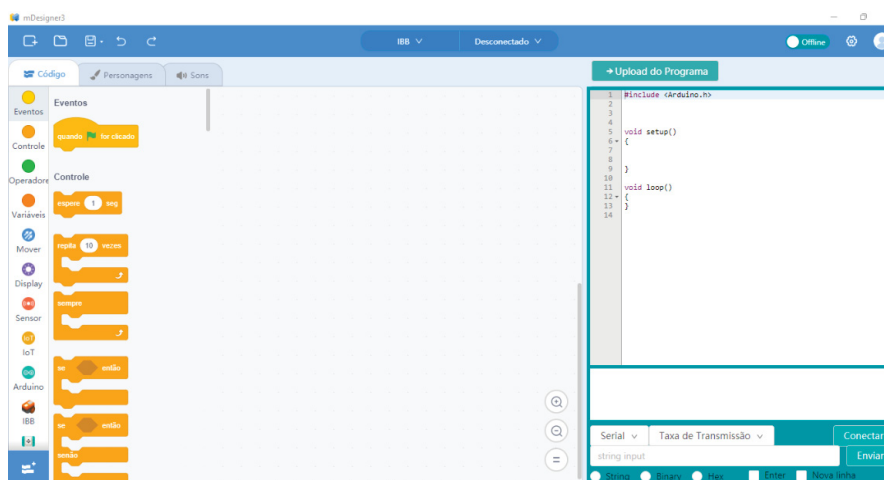 mDesigner3
IBB
Desconectado
Offline
Código
Personagens
Sons
Upload do Programa
Eventos
Controle
Operadore
Variáveis
Mover
Display
Sensor
IoT
Arduino
IBB
Eventos
quando for clicado
Controle
espere 1 seg
repita 10 vezes
sempre
se então
se então
senão
1 #include <Arduino.h>
2
3
4
5 void setup()
6 {
7
8
9 }
10
11 void loop()
12 {
13 }
14
Serial
Taxa de Transmissão
Conectar
string input
Enviar
String
Binary
Hex
Enter
Nova linha